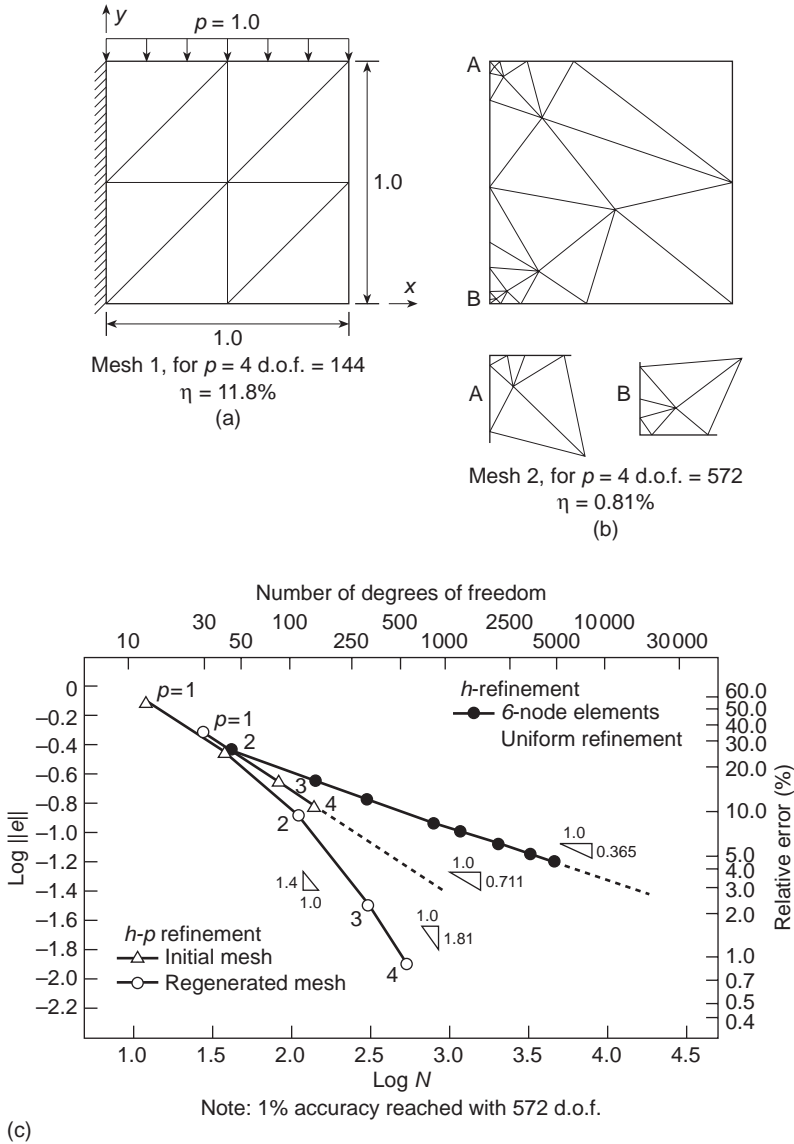 y
p = 1.0
1.0
x
1.0
Mesh 1, for p = 4 d.o.f. = 144
η = 11.8%
(a)
A
B
A
B
Mesh 2, for p = 4 d.o.f. = 572
η = 0.81%
(b)
Number of degrees of freedom
10 30 50 100 250 500 1000 2500 5000 10000 30000
0
−0.2
−0.4
−0.6
−0.8
−1.0
−1.2
−1.4
−1.6
−1.8
−2.0
−2.2
Log ||e||
p=1
p=1
2
3
4
2
3
4
h-refinement
6-node elements
Uniform refinement
1.0
0.365
1.0
0.711
1.4
1.0
1.0
1.81
h-p refinement
Initial mesh
Regenerated mesh
60.0
50.0
40.0
30.0
20.0
10.0
5.0
4.0
3.0
2.0
1.0
0.7
0.5
0.4
Relative error (%)
1.0 1.5 2.0 2.5 3.0 3.5 4.0 4.5
Log N
Note: 1% accuracy reached with 572 d.o.f.
(c)